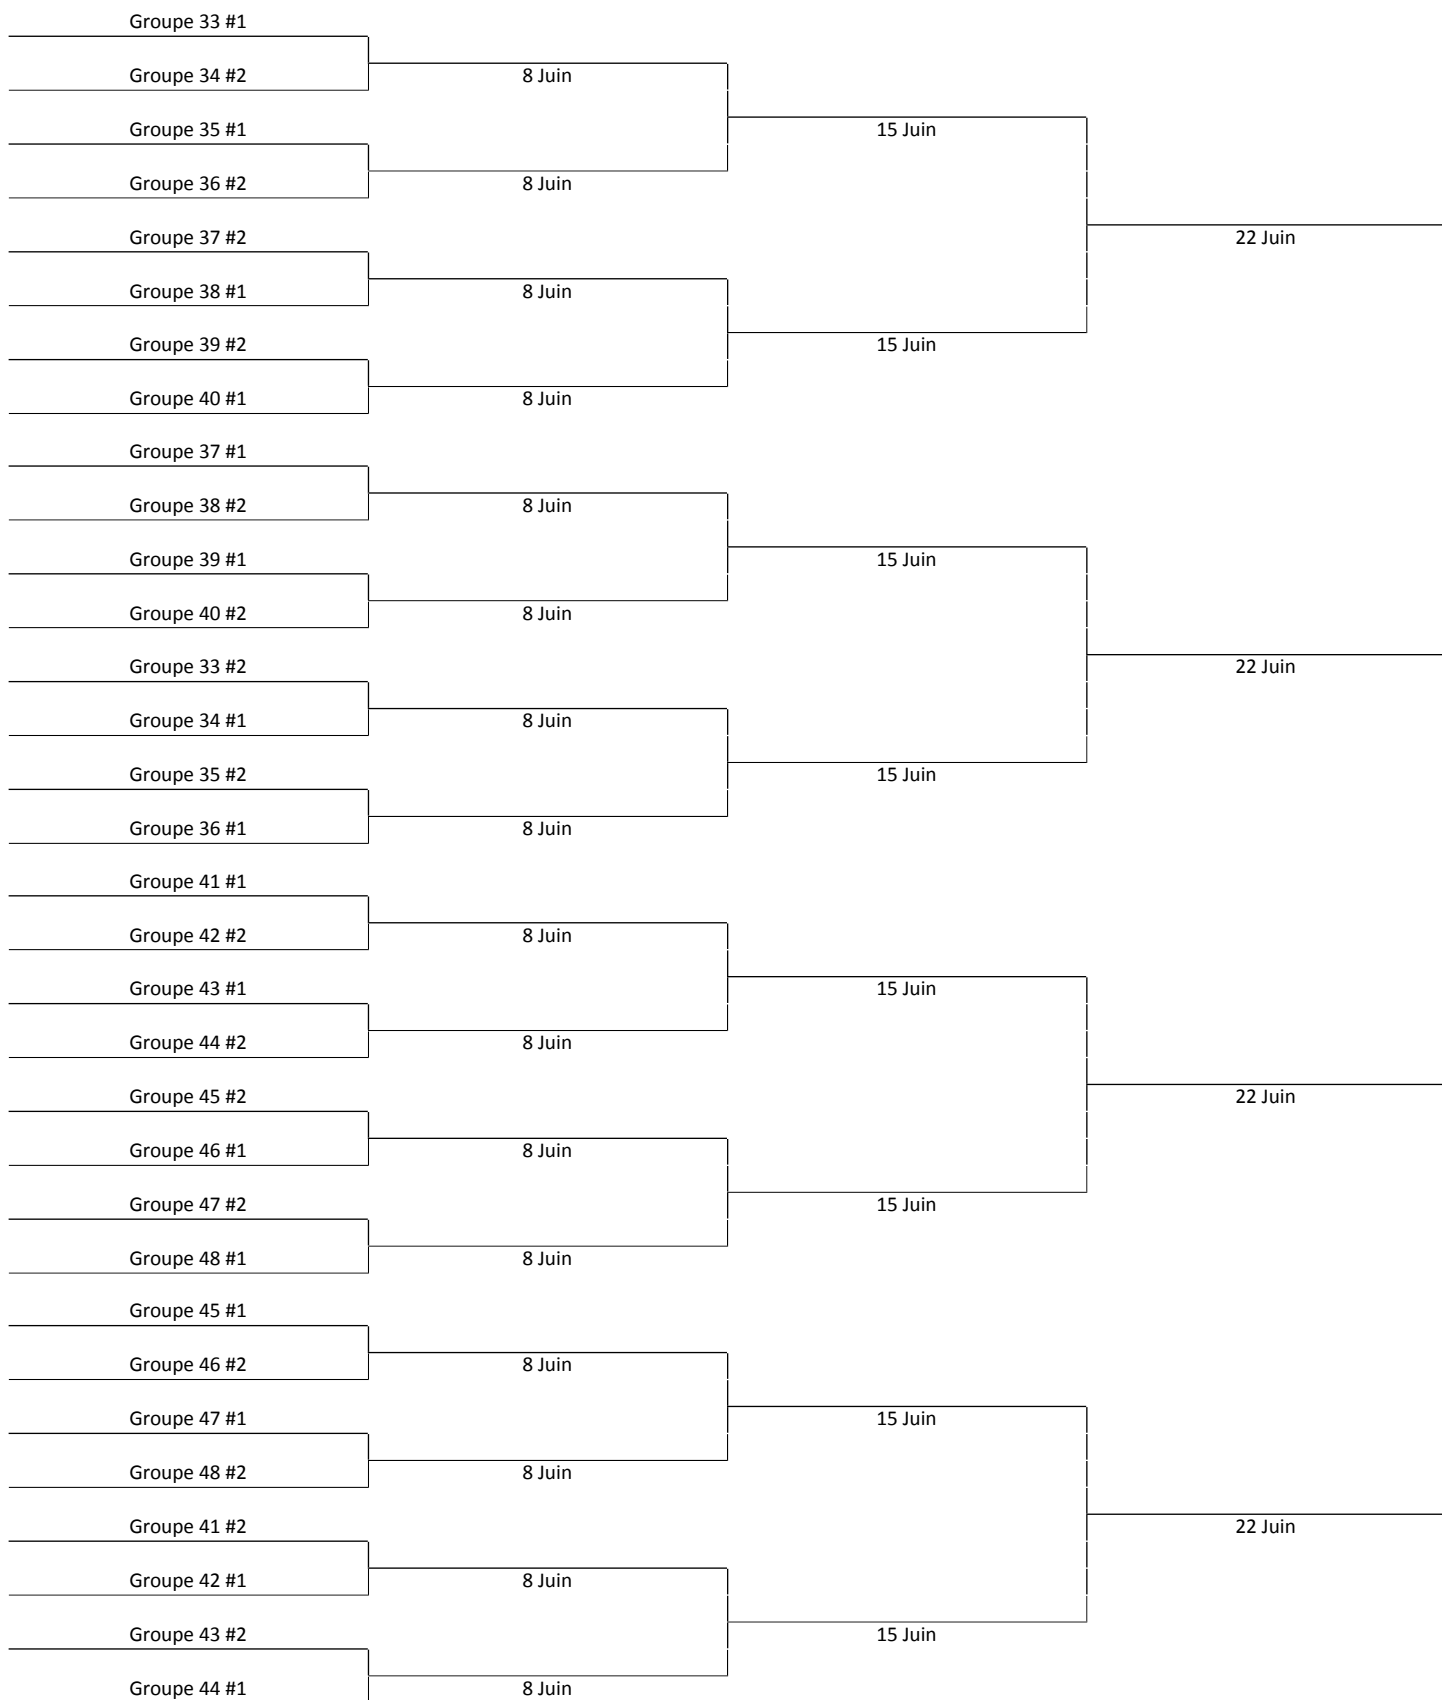 Groupe 33 #1
Groupe 34 #2
8 Juin
Groupe 35 #1
15 Juin
Groupe 36 #2
8 Juin
Groupe 37 #2
22 Juin
Groupe 38 #1
8 Juin
Groupe 39 #2
15 Juin
Groupe 40 #1
8 Juin
Groupe 37 #1
Groupe 38 #2
8 Juin
Groupe 39 #1
15 Juin
Groupe 40 #2
8 Juin
Groupe 33 #2
22 Juin
Groupe 34 #1
8 Juin
Groupe 35 #2
15 Juin
Groupe 36 #1
8 Juin
Groupe 41 #1
Groupe 42 #2
8 Juin
Groupe 43 #1
15 Juin
Groupe 44 #2
8 Juin
Groupe 45 #2
22 Juin
Groupe 46 #1
8 Juin
Groupe 47 #2
15 Juin
Groupe 48 #1
8 Juin
Groupe 45 #1
Groupe 46 #2
8 Juin
Groupe 47 #1
15 Juin
Groupe 48 #2
8 Juin
Groupe 41 #2
22 Juin
Groupe 42 #1
8 Juin
Groupe 43 #2
15 Juin
Groupe 44 #1
8 Juin